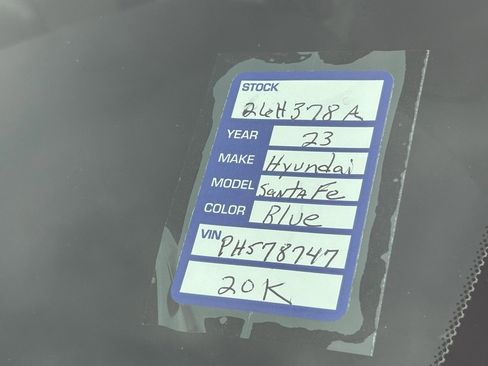 STOCK
26H378A
YEAR 23
MAKE Hyundai
MODEL Santa Fe
COLOR Blue
VIN PH578747
20K